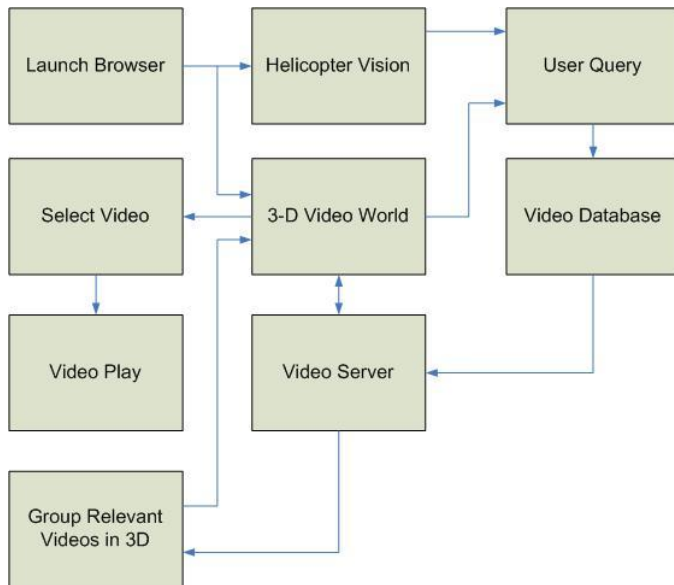 Launch Browser
Helicopter Vision
User Query
Select Video
3-D Video World
Video Database
Video Play
Video Server
Group Relevant
Videos in 3D